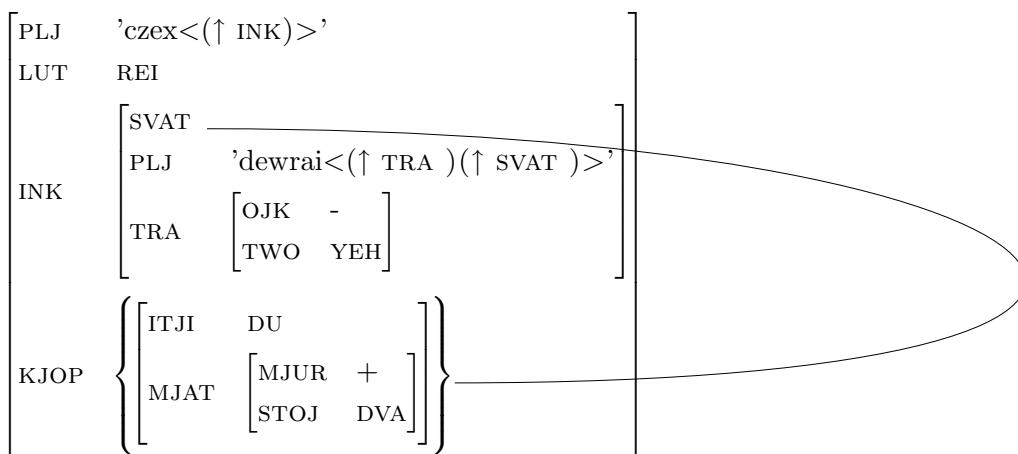 PLJ 'czex<(↑ INK)>'
LUT REI
INK
SVAT
PLJ 'dewrai<(↑ TRA )(↑ SVAT )>'
TRA
OJK -
TWO YEH
KJOP
ITJI DU
MJAT
MJUR +
STOJ DVA